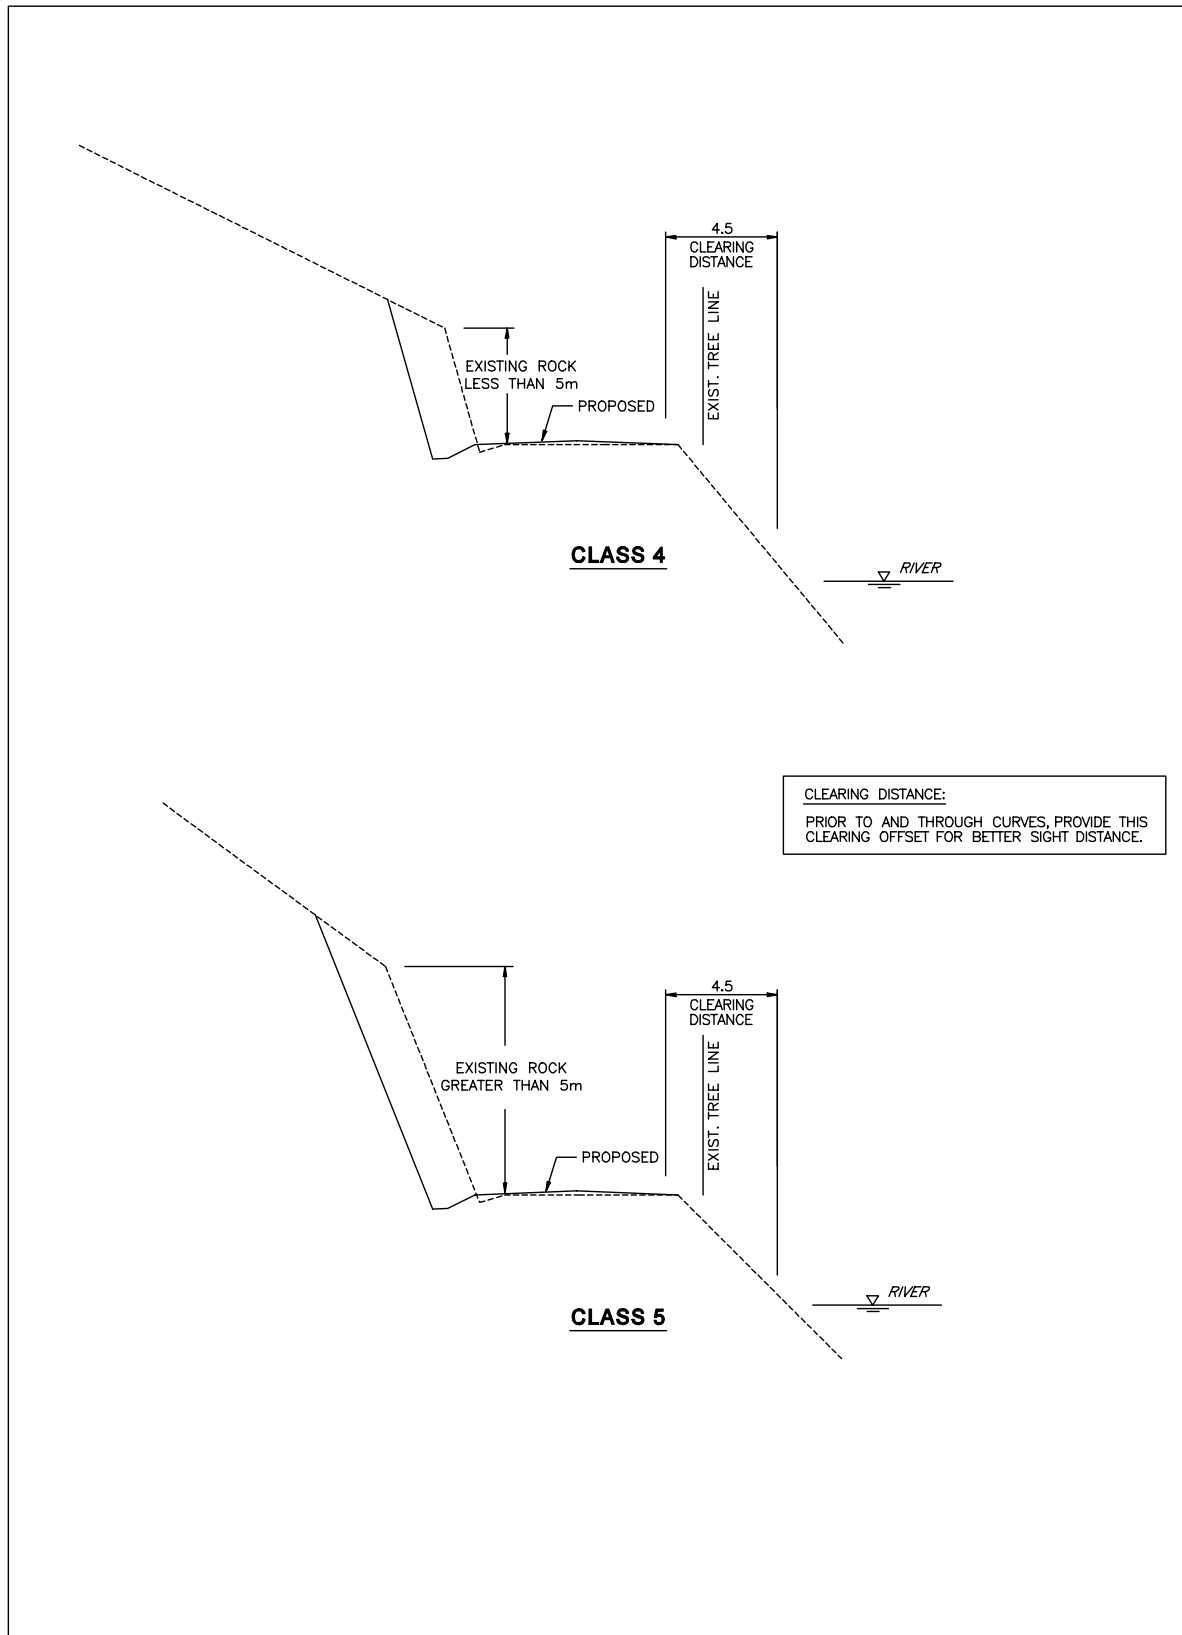 4.5
CLEARING
DISTANCE
EXIST. TREE LINE
EXISTING ROCK
LESS THAN 5m
PROPOSED
CLASS 4
RIVER
CLEARING DISTANCE:
PRIOR TO AND THROUGH CURVES, PROVIDE THIS
CLEARING OFFSET FOR BETTER SIGHT DISTANCE.
4.5
CLEARING
DISTANCE
EXIST. TREE LINE
EXISTING ROCK
GREATER THAN 5m
PROPOSED
RIVER
CLASS 5